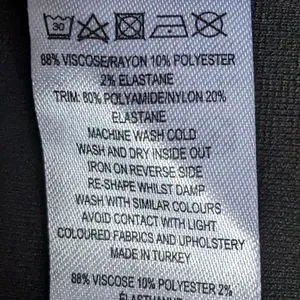 30
88% VISCOSE/RAYON 10% POLYESTER
2% ELASTANE
TRIM: 80% POLYAMIDE/NYLON 20%
ELASTANE
MACHINE WASH COLD
WASH AND DRY INSIDE OUT
IRON ON REVERSE SIDE
RE-SHAPE WHILST DAMP
WASH WITH SIMILAR COLOURS
AVOID CONTACT WITH LIGHT
COLOURED FABRICS AND UPHOLSTERY
MADE IN TURKEY
88% VISCOSE 10% POLYESTER 2%